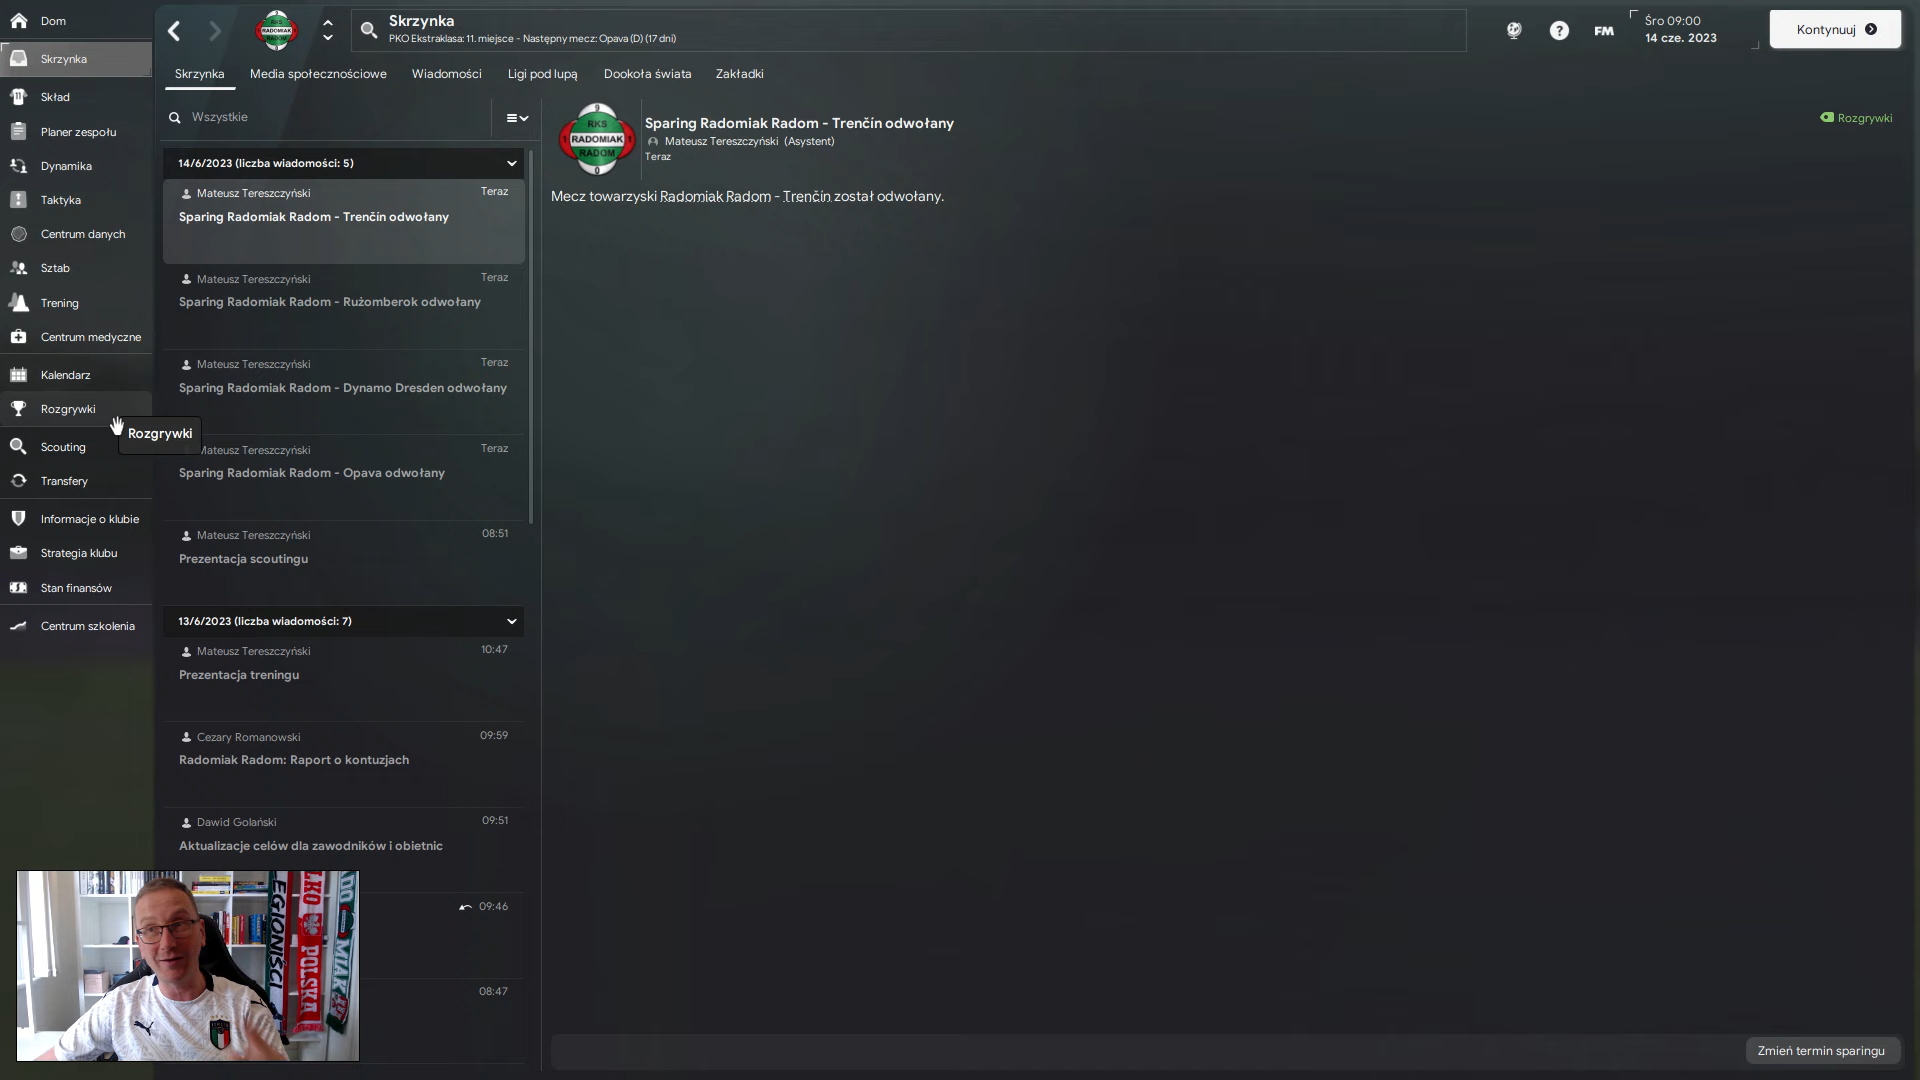 Dom
Skrzynka
Skład
Planer zespołu
Dynamika
Taktyka
Centrum danych
Sztab
Trening
Centrum medyczne
Kalendarz
Rozgrywki
Scouting
Transfery
Informacje o klubie
Strategia klubu
Stan finansów
Centrum szkolenia
Rozgrywki
Skrzynka
PKO Ekstraklasa: 11. miejsce - Następny mecz: Opava (D) (17 dni)
FM
Śro 09:00
14 cze. 2023
Kontynuuj
Skrzynka
Media społecznościowe
Wiadomości
Ligi pod lupą
Dookoła świata
Zakładki
Wszystkie
14/6/2023 (liczba wiadomości: 5)
Mateusz Tereszczyński Teraz
Sparing Radomiak Radom - Trenčín odwołany
Mateusz Tereszczyński Teraz
Sparing Radomiak Radom - Rużomberok odwołany
Mateusz Tereszczyński Teraz
Sparing Radomiak Radom - Dynamo Dresden odwołany
Mateusz Tereszczyński Teraz
Sparing Radomiak Radom - Opava odwołany
Mateusz Tereszczyński 08:51
Prezentacja scoutingu
13/6/2023 (liczba wiadomości: 7)
Mateusz Tereszczyński 10:47
Prezentacja treningu
Cezary Romanowski 09:59
Radomiak Radom: Raport o kontuzjach
Dawid Golański 09:51
Aktualizacje celów dla zawodników i obietnic
09:46
08:47
RKS
RADOMIAK
RADOM
Sparing Radomiak Radom - Trenčín odwołany
Mateusz Tereszczyński (Asystent)
Teraz
Rozgrywki
Mecz towarzyski Radomiak Radom - Trenčín został odwołany.
Zmień termin sparingu
EGIONIŚCI
POLSKA